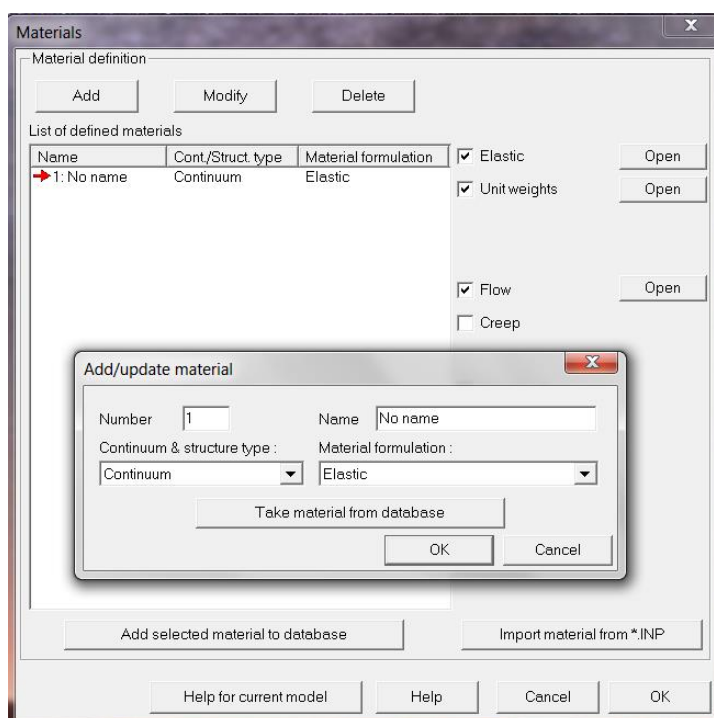 Materials
Material definition
Add Modify Delete
List of defined materials
Name Cont./Struct. type Material formulation
1: No name Continuum Elastic
Elastic Open
Unit weights Open
Flow Open
Creep
Add/update material
Number 1 Name No name
Continuum & structure type : Material formulation :
Continuum Elastic
Take material from database
OK Cancel
Add selected material to database Import material from *.INP
Help for current model Help Cancel OK